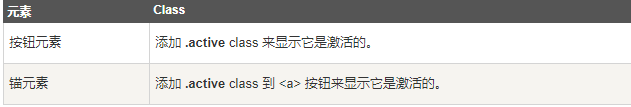 元素 Class
按钮元素 添加 .active class 来显示它是激活的。
锚元素 添加 .active class 到 <a> 按钮来显示它是激活的。